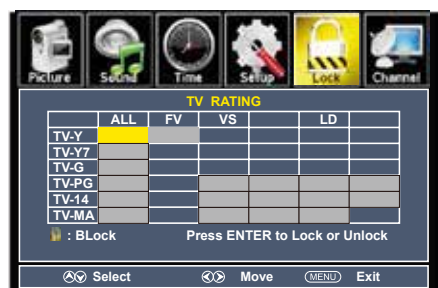 Picture Sound Time Setup Lock Channel
TV RATING
ALL FV VS LD
TV-Y
TV-Y7
TV-G
TV-PG
TV-14
TV-MA
: BLock Press ENTER to Lock or Unlock
Select Move MENU Exit